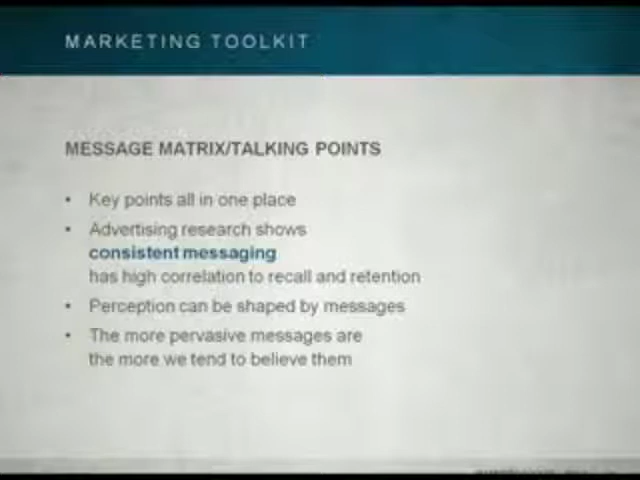 MARKETING TOOLKIT
MESSAGE MATRIX/TALKING POINTS
• Key points all in one place
• Advertising research shows
consistent messaging
has high correlation to recall and retention
• Perception can be shaped by messages
• The more pervasive messages are
the more we tend to believe them